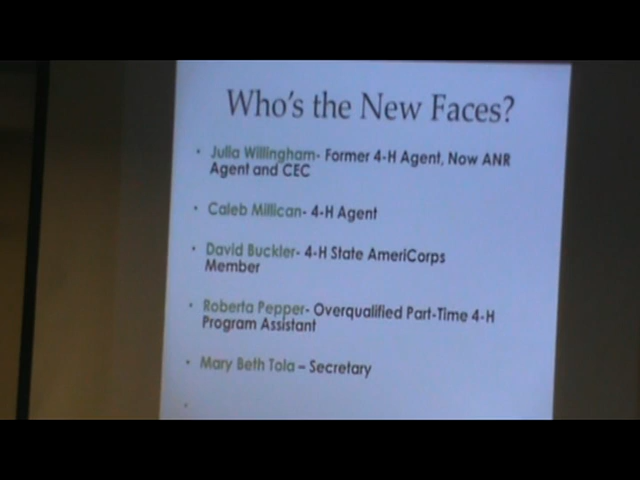 Who's the New Faces?
• Julia Willingham- Former 4-H Agent, Now ANR
Agent and CEC
• Caleb Millican- 4-H Agent
• David Buckler- 4-H State AmeriCorps
Member
• Roberta Pepper- Overqualified Part-Time 4-H
Program Assistant
• Mary Beth Tola – Secretary
•